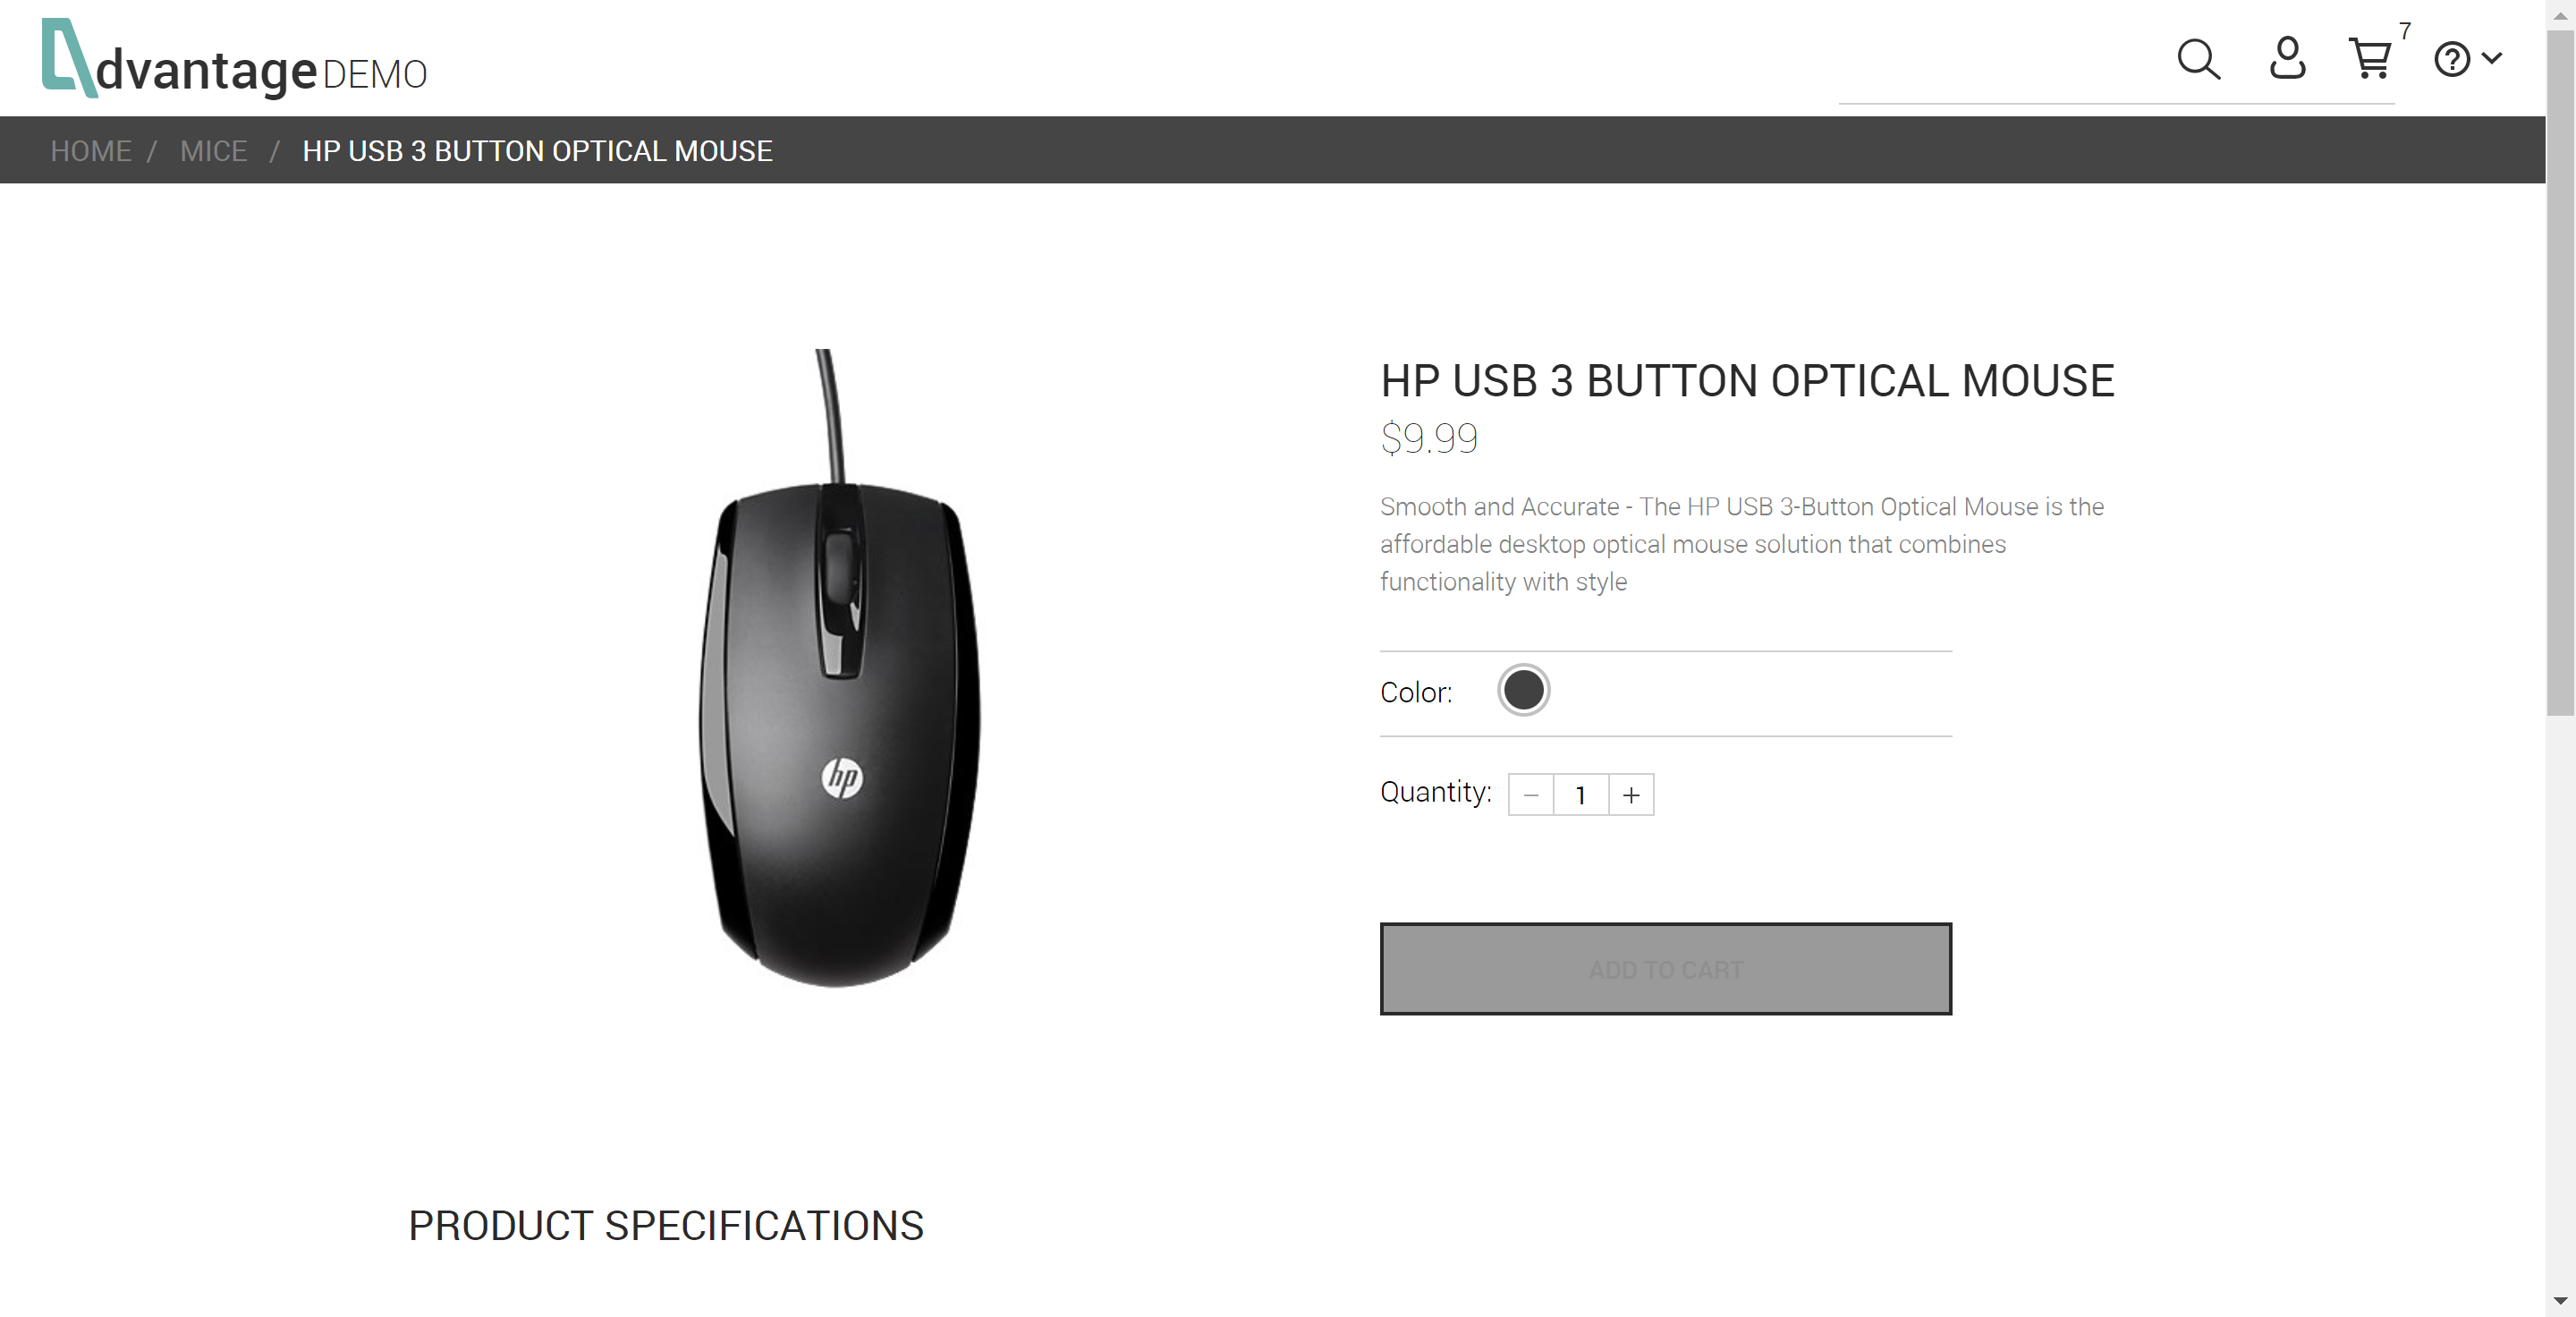 dvantage DEMO
7
HOME / MICE / HP USB 3 BUTTON OPTICAL MOUSE
HP USB 3 BUTTON OPTICAL MOUSE
$9.99
Smooth and Accurate - The HP USB 3-Button Optical Mouse is the
affordable desktop optical mouse solution that combines
functionality with style
Color:
Quantity: − 1 +
hp
ADD TO CART
PRODUCT SPECIFICATIONS